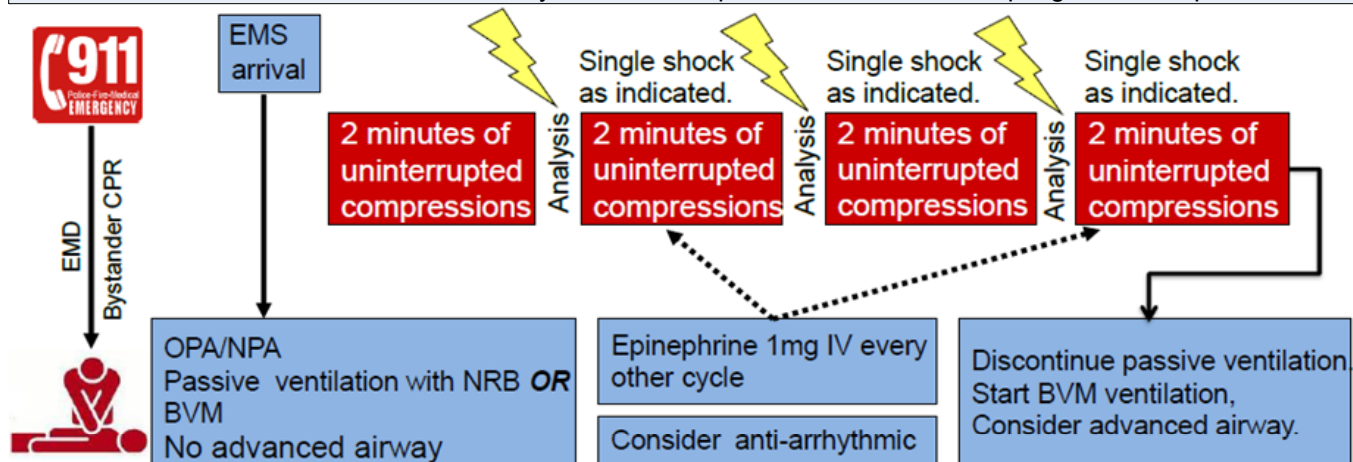 911
Police-Fire-Medical
EMERGENCY
EMD
Bystander CPR
EMS
arrival
OPA/NPA
Passive ventilation with NRB OR
BVM
No advanced airway
2 minutes of
uninterrupted
compressions
Analysis
Single shock
as indicated.
2 minutes of
uninterrupted
compressions
Analysis
Single shock
as indicated.
2 minutes of
uninterrupted
compressions
Analysis
Single shock
as indicated.
2 minutes of
uninterrupted
compressions
Epinephrine 1mg IV every
other cycle
Consider anti-arrhythmic
Discontinue passive ventilation.
Start BVM ventilation,
Consider advanced airway.